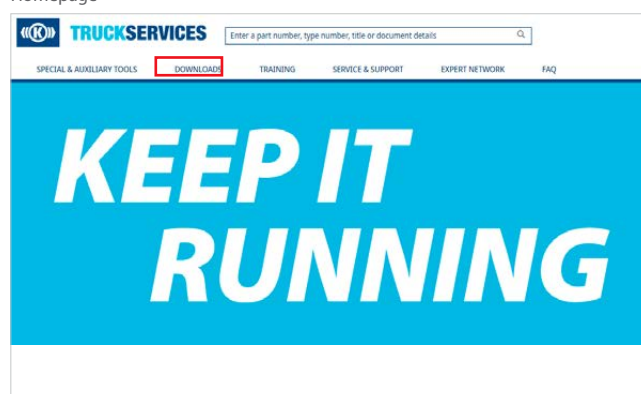 Homepage
((K)) TRUCKSERVICES
Enter a part number, type number, title or document details
SPECIAL & AUXILIARY TOOLS DOWNLOADS TRAINING SERVICE & SUPPORT EXPERT NETWORK FAQ
KEEP IT
RUNNING